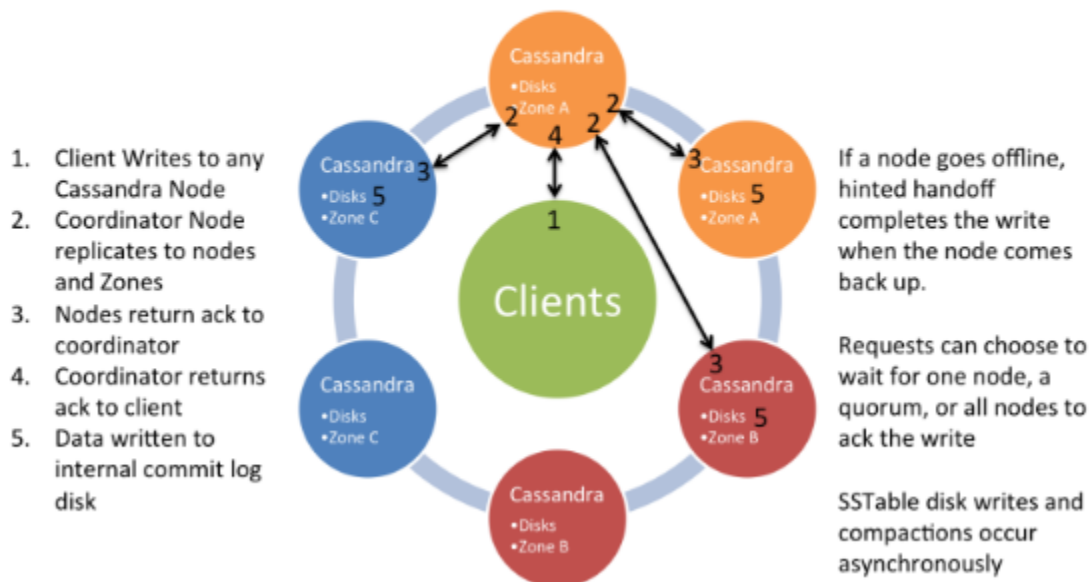 1. Client Writes to any
Cassandra Node
2. Coordinator Node
replicates to nodes
and Zones
3. Nodes return ack to
coordinator
4. Coordinator returns
ack to client
5. Data written to
internal commit log
disk
Cassandra
•Disks
•Zone A
2
4
2
2
Cassandra
3
•Disks 5
•Zone C
3
Cassandra
•Disks 5
•Zone A
1
Clients
Cassandra
•Disks
•Zone C
3
Cassandra
•Disks 5
•Zone B
Cassandra
•Disks
•Zone B
If a node goes offline,
hinted handoff
completes the write
when the node comes
back up.
Requests can choose to
wait for one node, a
quorum, or all nodes to
ack the write
SSTable disk writes and
compactions occur
asynchronously